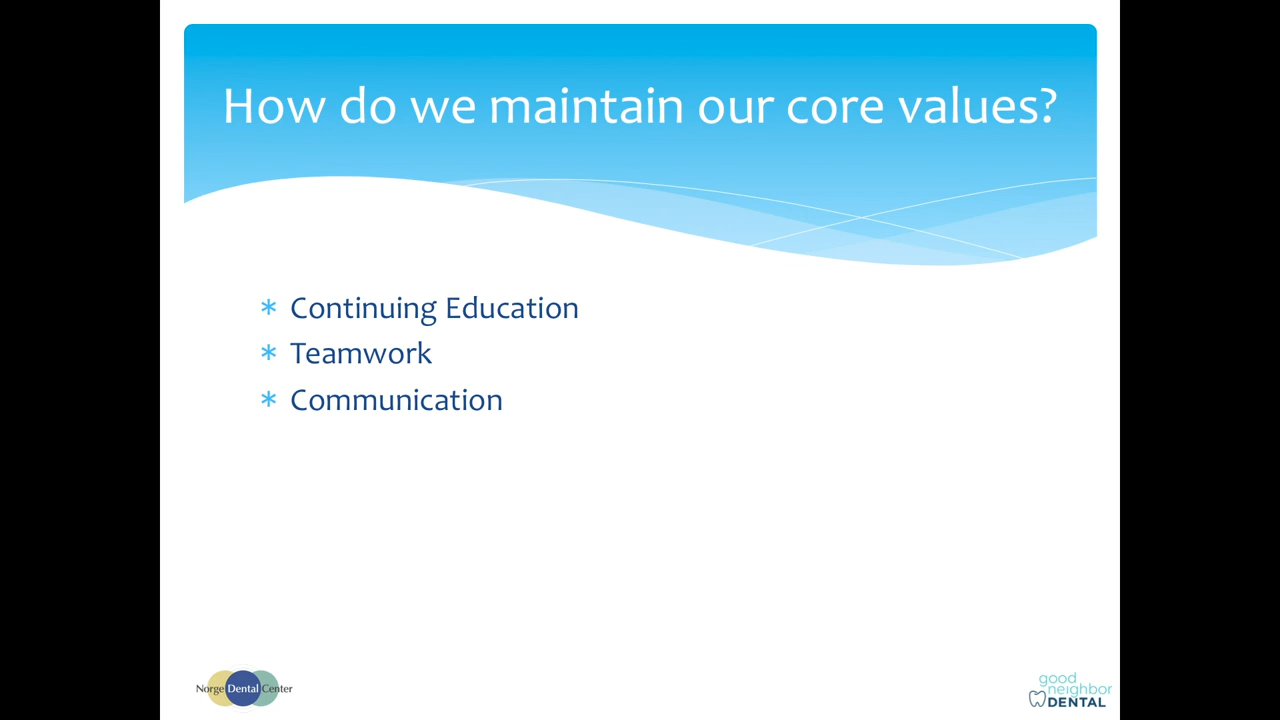 How do we maintain our core values?
* Continuing Education
* Teamwork
* Communication
Norge Dental Center
good
neighbor
DENTAL